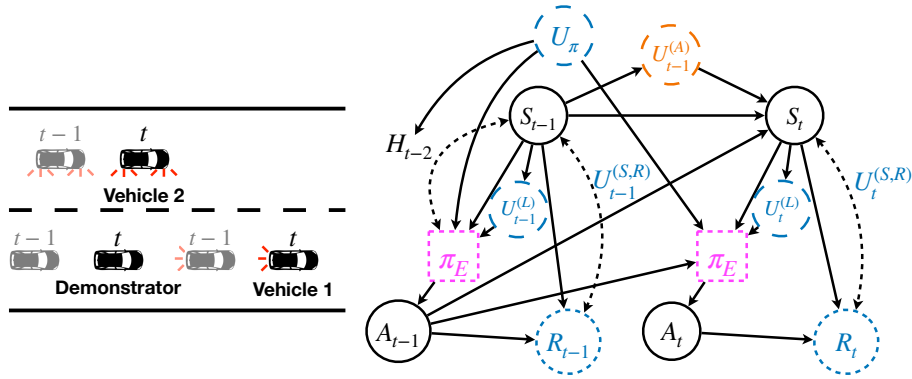 t−1
t
Vehicle 2
t−1
t
t−1
t
Demonstrator
Vehicle 1
U_π
U_{t−1}^{(A)}
S_{t−1}
S_t
H_{t−2}
U_{t−1}^{(L)}
U_{t−1}^{(S,R)}
U_t^{(L)}
U_t^{(S,R)}
π_E
π_E
A_{t−1}
R_{t−1}
A_t
R_t